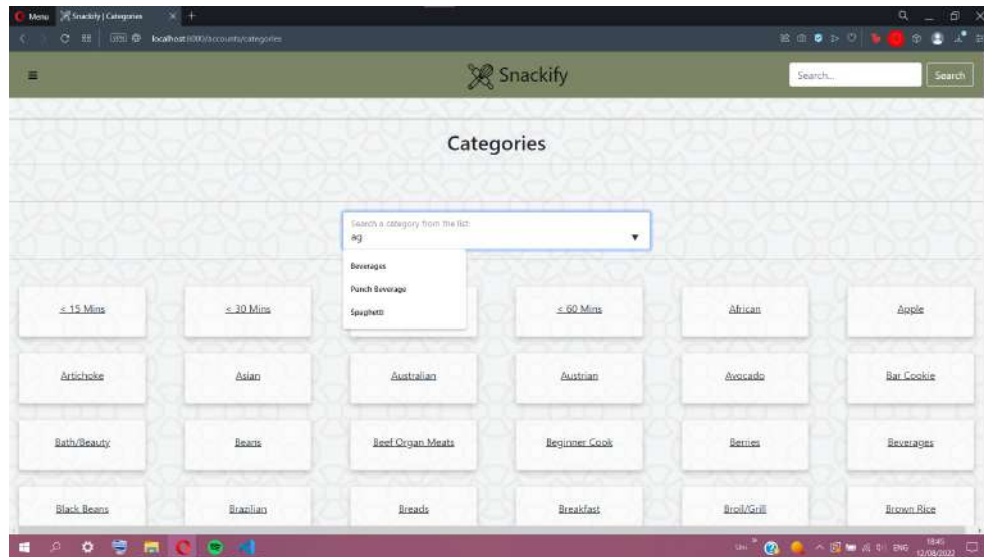 Menu
Snackify | Categories
localhost:8000/accounts/categories
Snackify
Search...
Search
Categories
Search a category from the list
ag
Beverages
Punch Beverage
Spaghetti
< 15 Mins
< 30 Mins
< 60 Mins
African
Apple
Artichoke
Asian
Australian
Austrian
Avocado
Bar Cookie
Bath/Beauty
Beans
Beef Organ Meats
Beginner Cook
Berries
Beverages
Black Beans
Brazilian
Breads
Breakfast
Broil/Grill
Brown Rice
ENG
18:45
12/08/2022